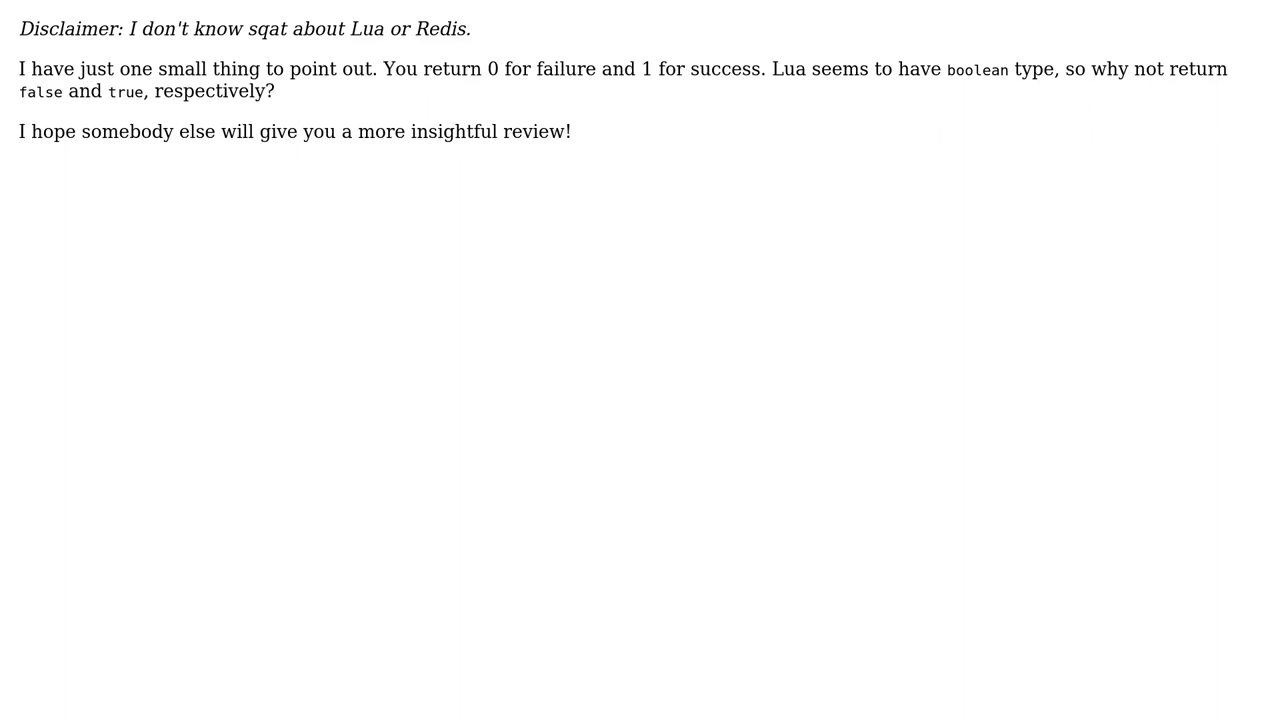 Disclaimer: I don't know sqat about Lua or Redis.
I have just one small thing to point out. You return 0 for failure and 1 for success. Lua seems to have boolean type, so why not return
false and true, respectively?
I hope somebody else will give you a more insightful review!